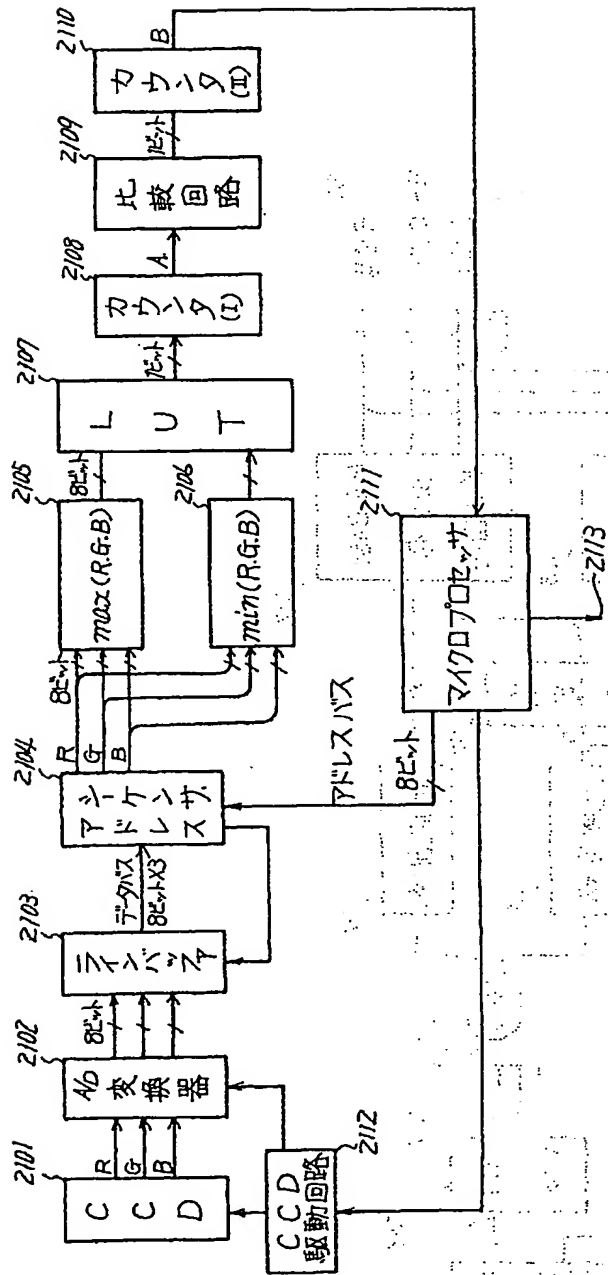 2101
CCD
R
G
B
2102
A/D
変換器
8ビット
2103
ラインバッファ
データバス
8ビット×3
2104
アドレス
シーケンサ
R
G
B
8ビット
2105
max(R.G.B)
8ビット
2106
min(R.G.B)
2107
LUT
1ビット
2108
カウンタ
(I)
A
2109
比較回路
1ビット
2110
カウンタ
(II)
B
2111
マイクロプロセッサ
アドレスバス
8ビット
2112
CCD
駆動回路
2113